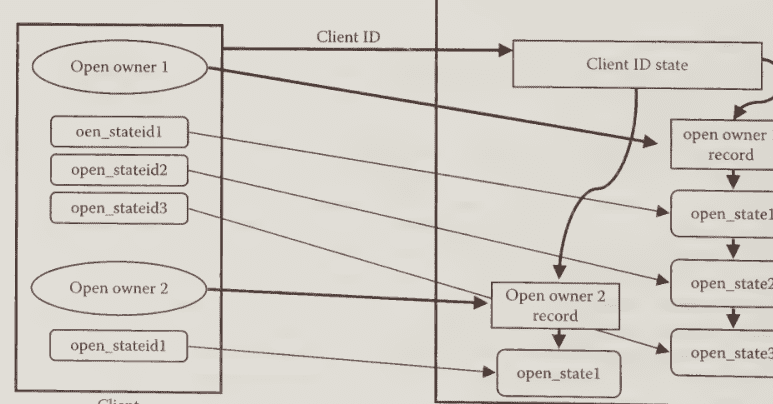 Client ID
Open owner 1
Client ID state
oen_stateid1
open owner
record
open_stateid2
open_stateid3
open_state1
Open owner 2
open_state2
Open owner 2
record
open_stateid1
open_state1
open_state3
Client